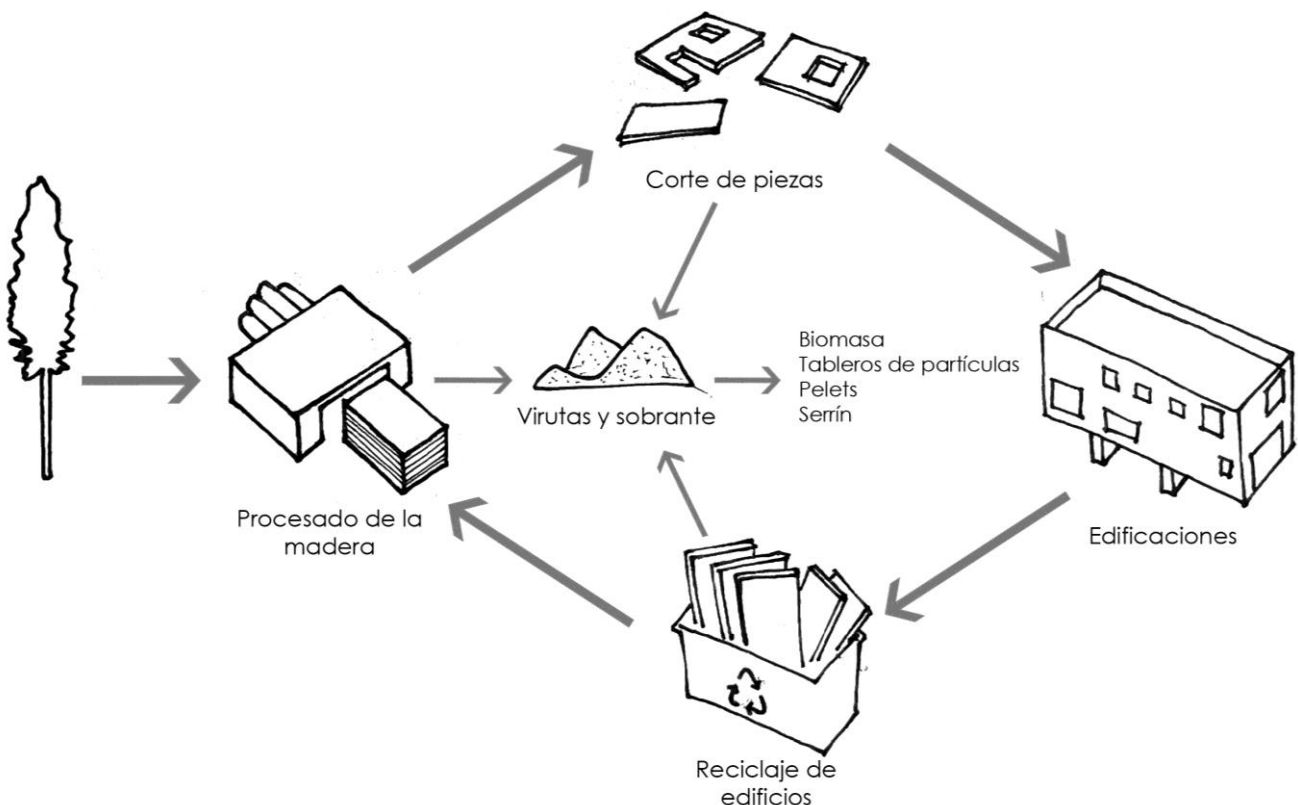 Corte de piezas
Biomasa
Tableros de partículas
Pelets
Serrín
Virutas y sobrante
Procesado de la
madera
Edificaciones
Reciclaje de
edificios